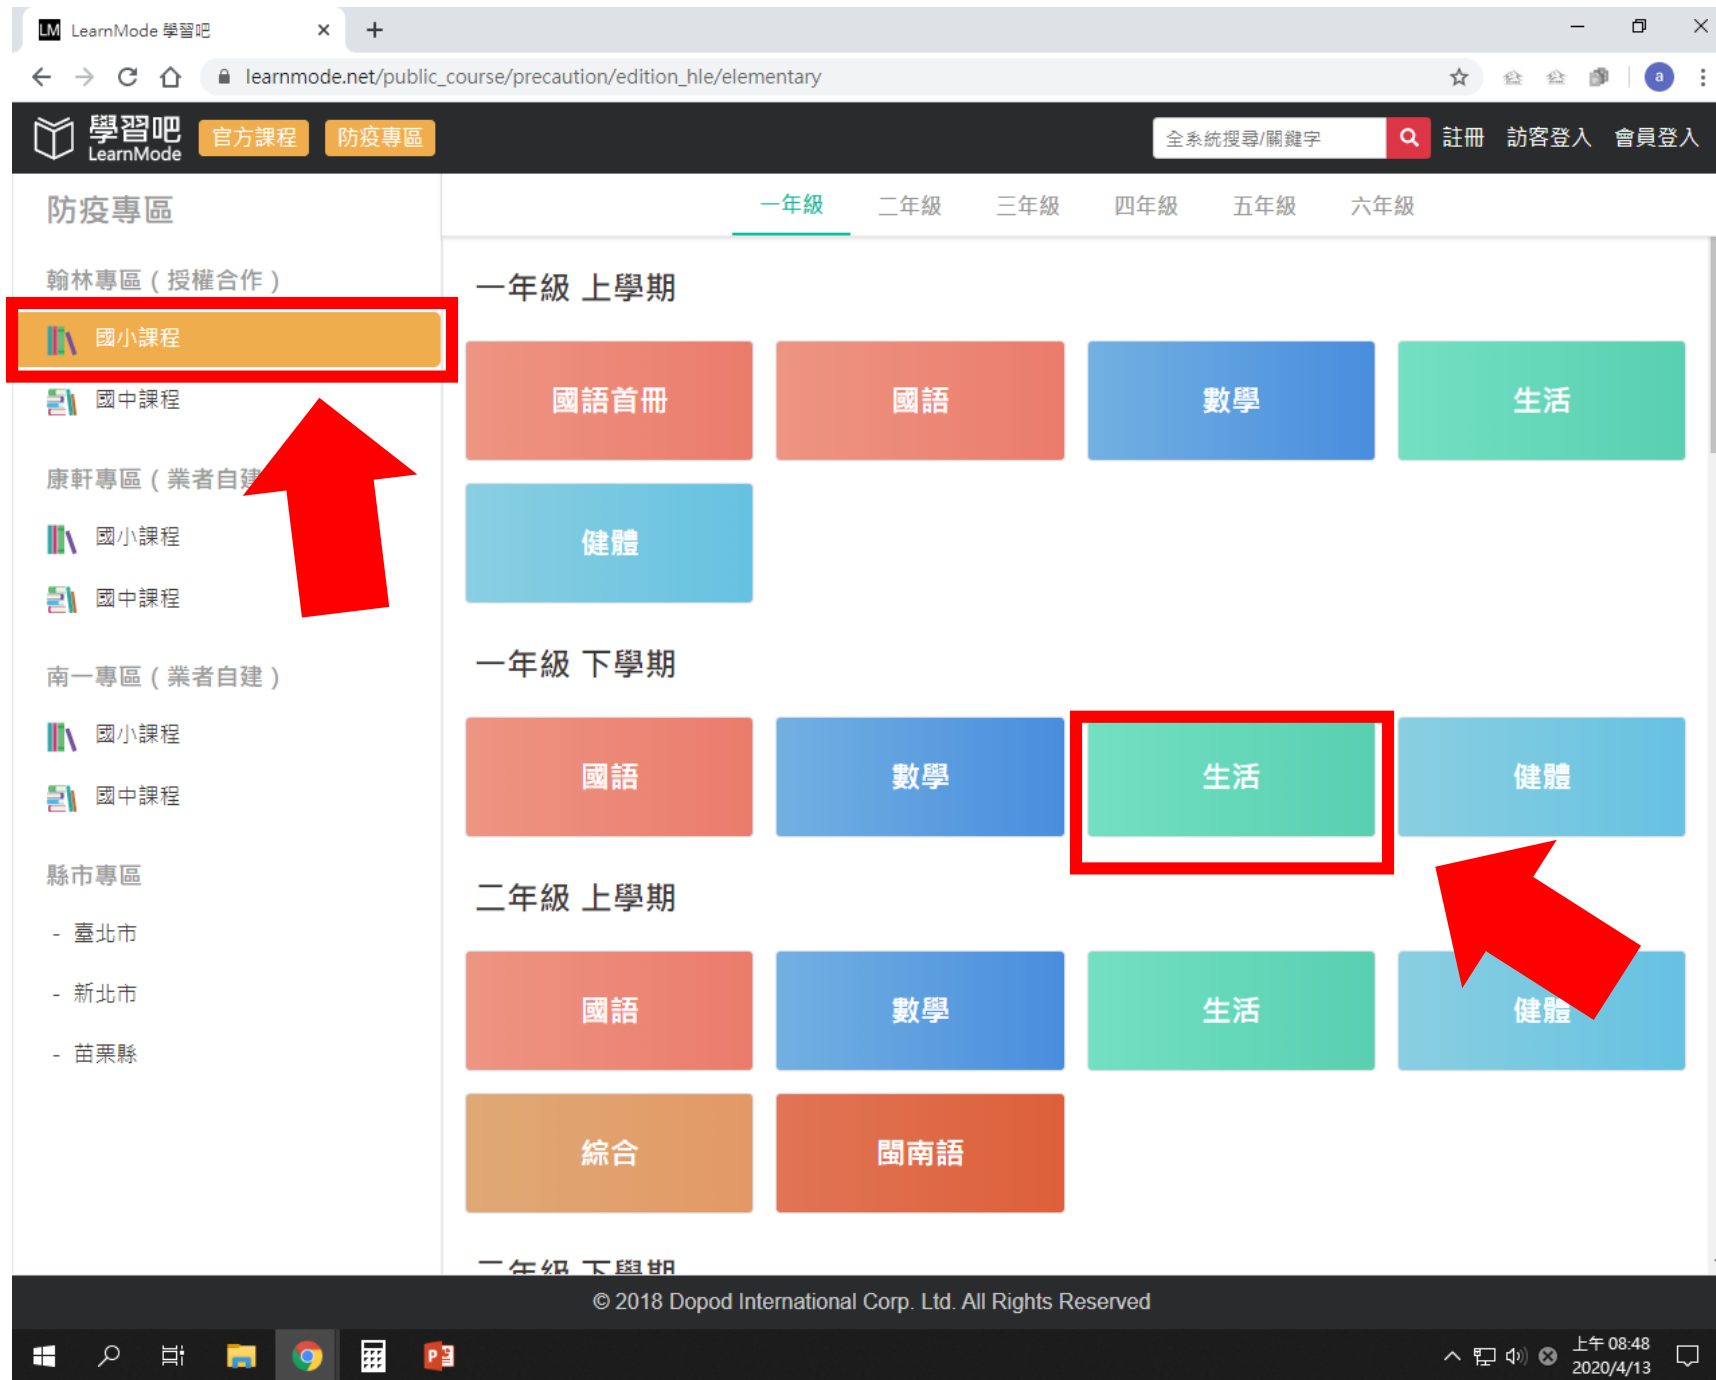 LM LearnMode 學習吧
learnmode.net/public_course/precaution/edition_hle/elementary
a
學習吧
LearnMode
官方課程
防疫專區
全系統搜尋/關鍵字
註冊
訪客登入
會員登入
防疫專區
翰林專區 ( 授權合作 )
國小課程
國中課程
康軒專區 ( 業者自建
國小課程
國中課程
南一專區 ( 業者自建 )
國小課程
國中課程
縣市專區
- 臺北市
- 新北市
- 苗栗縣
一年級 二年級 三年級 四年級 五年級 六年級
一年級 上學期
國語首冊 國語 數學 生活
健體
一年級 下學期
國語 數學 生活 健體
二年級 上學期
國語 數學 生活 健體
綜合 閩南語
二年級 下學期
© 2018 Dopod International Corp. Ltd. All Rights Reserved
上午 08:48
2020/4/13